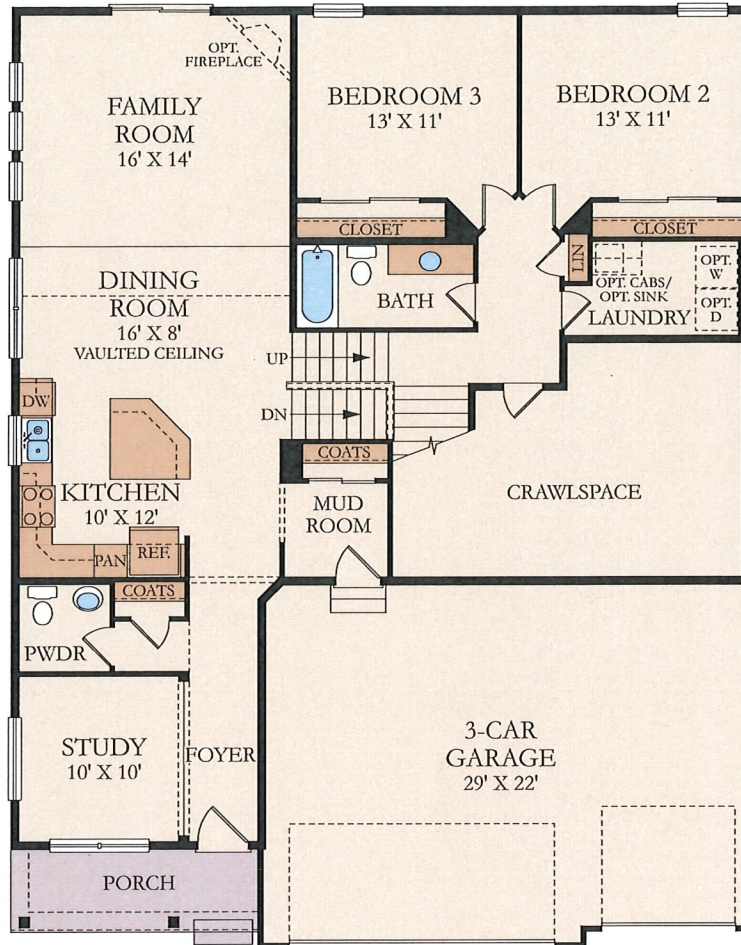 OPT.
FIREPLACE
FAMILY
ROOM
16' X 14'
BEDROOM 3
13' X 11'
BEDROOM 2
13' X 11'
CLOSET
CLOSET
DINING
ROOM
16' X 8'
VAULTED CEILING
BATH
LIN
OPT. CABS/
OPT. SINK
LAUNDRY
OPT.
W
OPT.
D
UP
DN
DW
KITCHEN
10' X 12'
PAN
REF.
COATS
MUD
ROOM
CRAWLSPACE
COATS
PWDR
STUDY
10' X 10'
FOYER
3-CAR
GARAGE
29' X 22'
PORCH